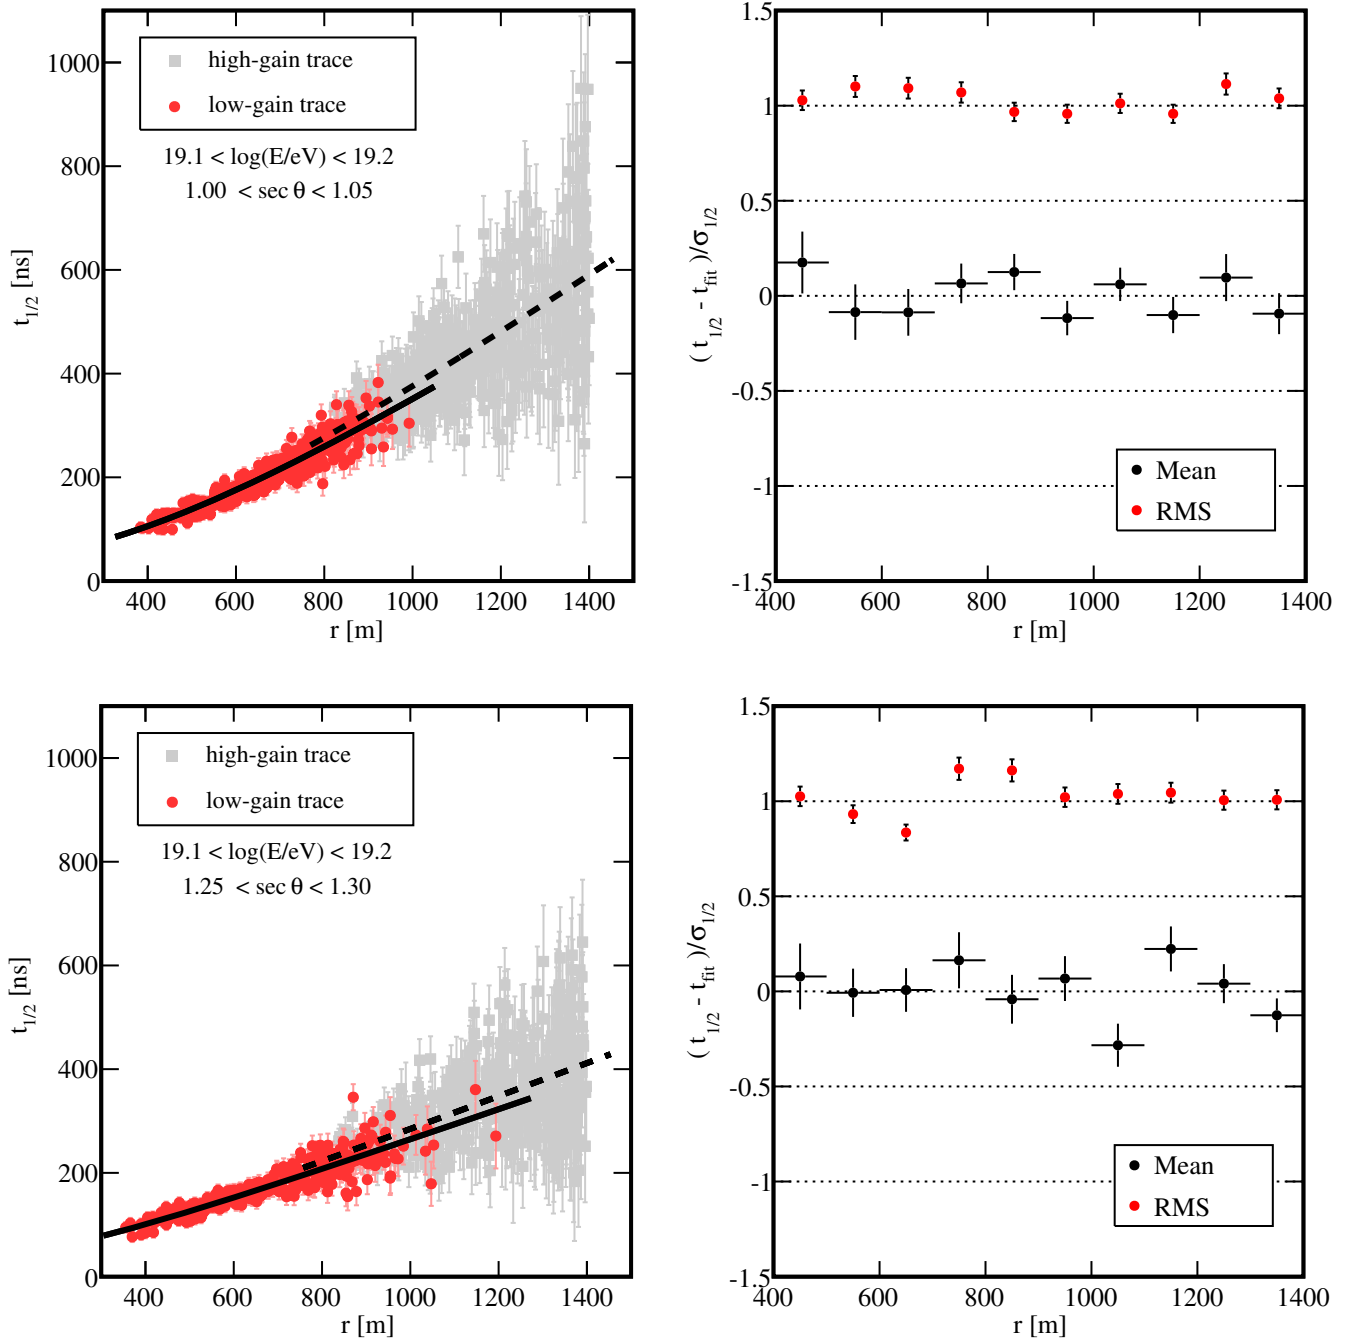 1000
800
600
400
200
0
t1/2 [ns]
high-gain trace
low-gain trace
19.1 < log(E/eV) < 19.2
1.00 < sec θ < 1.05
400 600 800 1000 1200 1400
r [m]
1.5
1
0.5
0
-0.5
-1
-1.5
( t1/2 - tfit )/σ1/2
Mean
RMS
400 600 800 1000 1200 1400
r [m]
1000
800
600
400
200
0
t1/2 [ns]
high-gain trace
low-gain trace
19.1 < log(E/eV) < 19.2
1.25 < sec θ < 1.30
400 600 800 1000 1200 1400
r [m]
1.5
1
0.5
0
-0.5
-1
-1.5
( t1/2 - tfit )/σ1/2
Mean
RMS
400 600 800 1000 1200 1400
r [m]